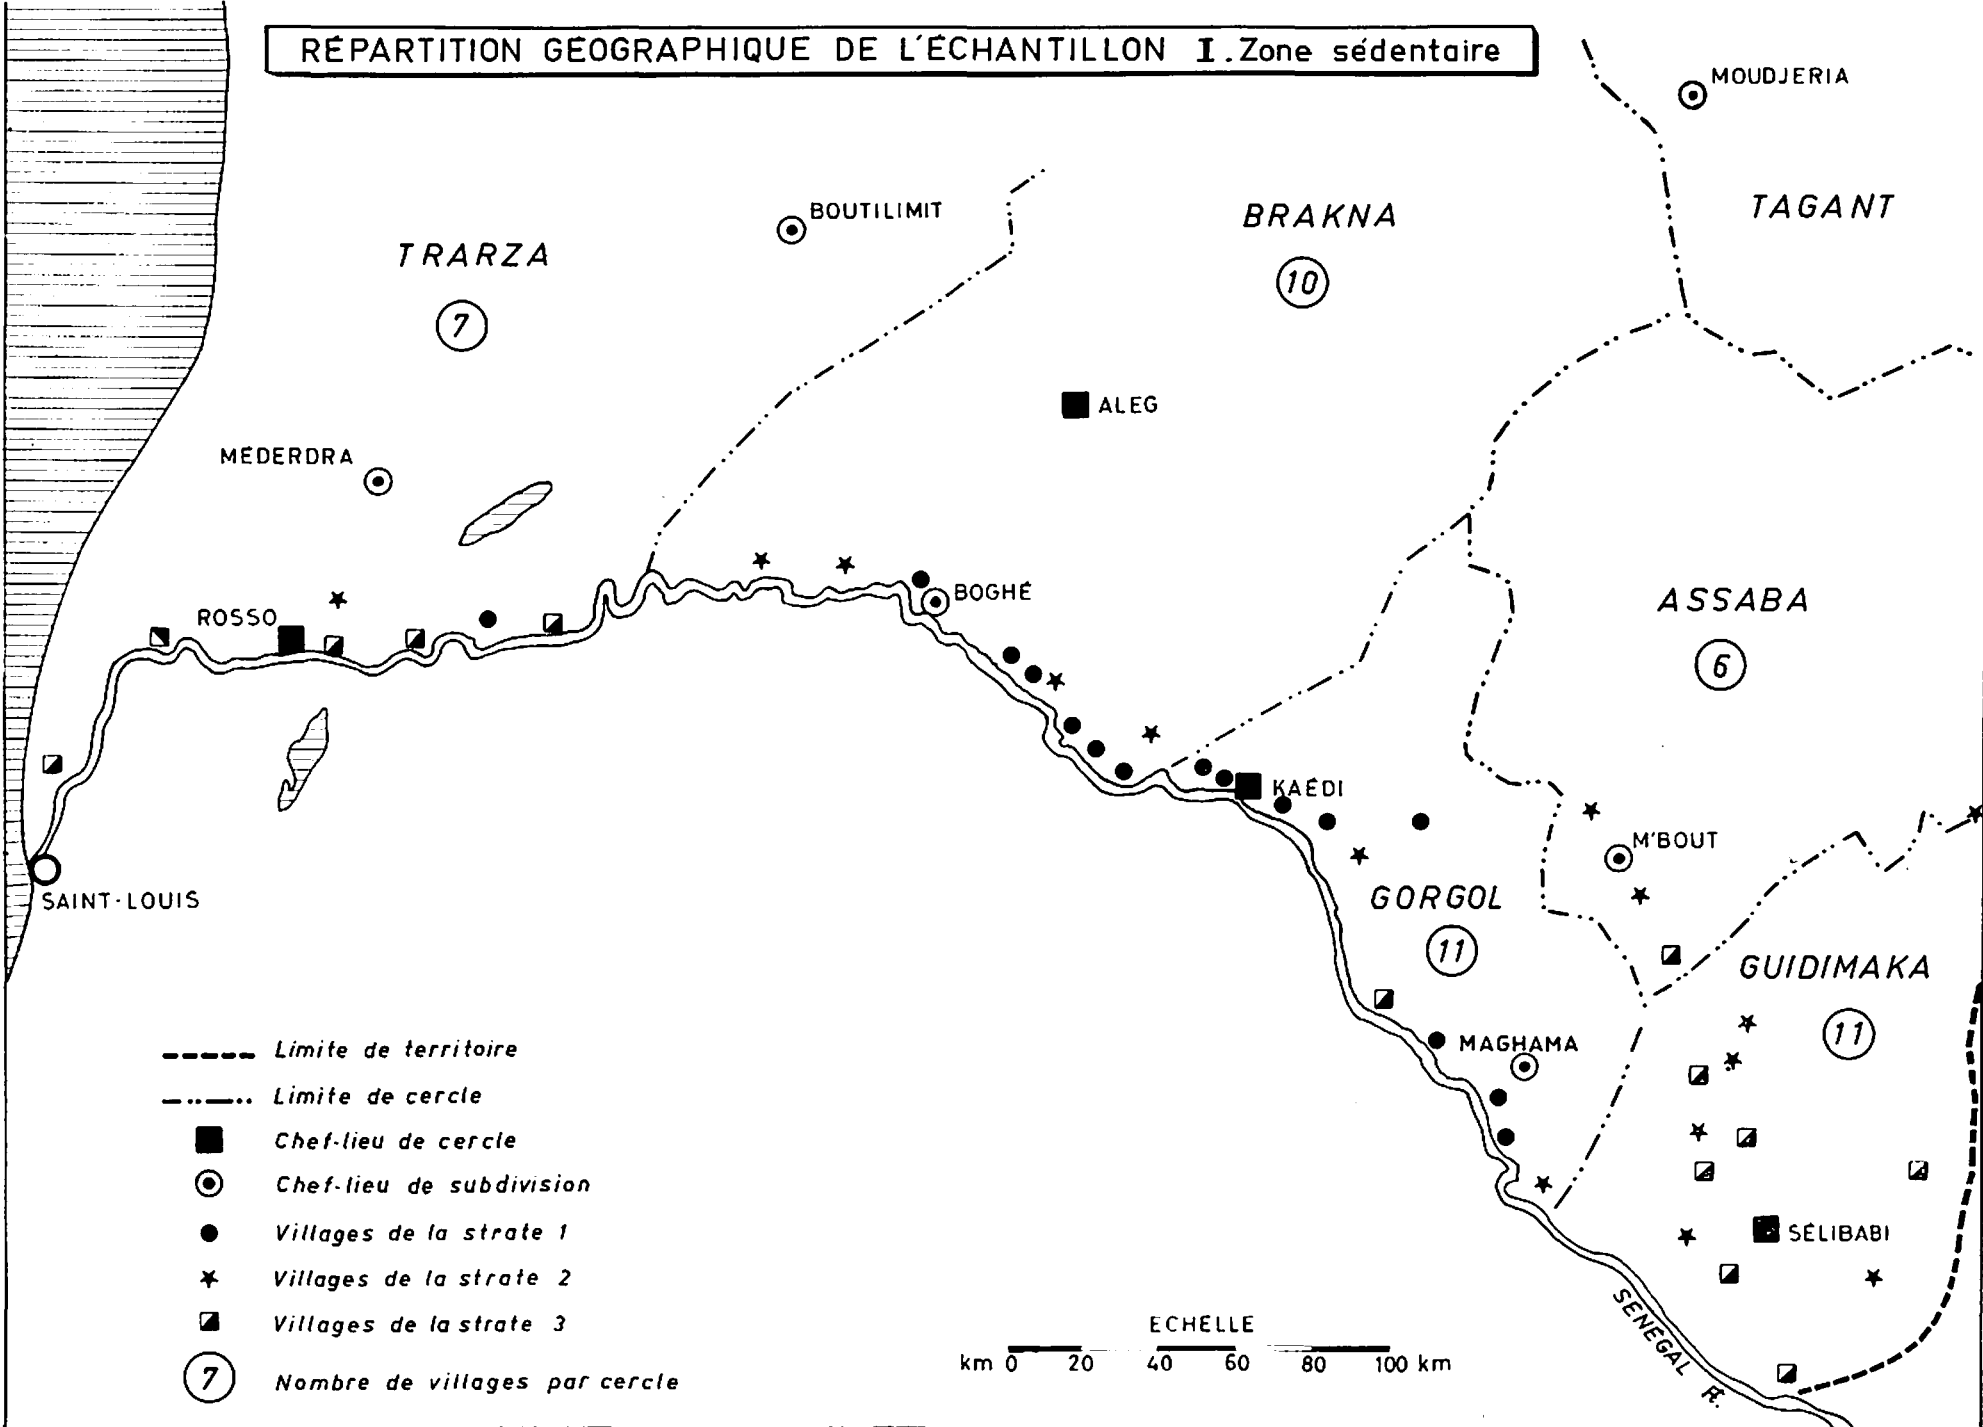 RÉPARTITION GÉOGRAPHIQUE DE L'ÉCHANTILLON I.Zone sédentaire
MOUDJERIA
TAGANT
BOUTILIMIT
BRAKNA
10
TRARZA
7
ALEG
MÉDERDRA
BOGHÉ
ASSABA
6
ROSSO
KAÉDI
M'BOUT
SAINT-LOUIS
GORGOL
11
GUIDIMAKA
11
MAGHAMA
SÉLIBABI
SENEGAL Ft.
Limite de territoire
Limite de cercle
Chef-lieu de cercle
Chef-lieu de subdivision
Villages de la strate 1
Villages de la strate 2
Villages de la strate 3
7 Nombre de villages par cercle
ECHELLE
km 0 20 40 60 80 100 km